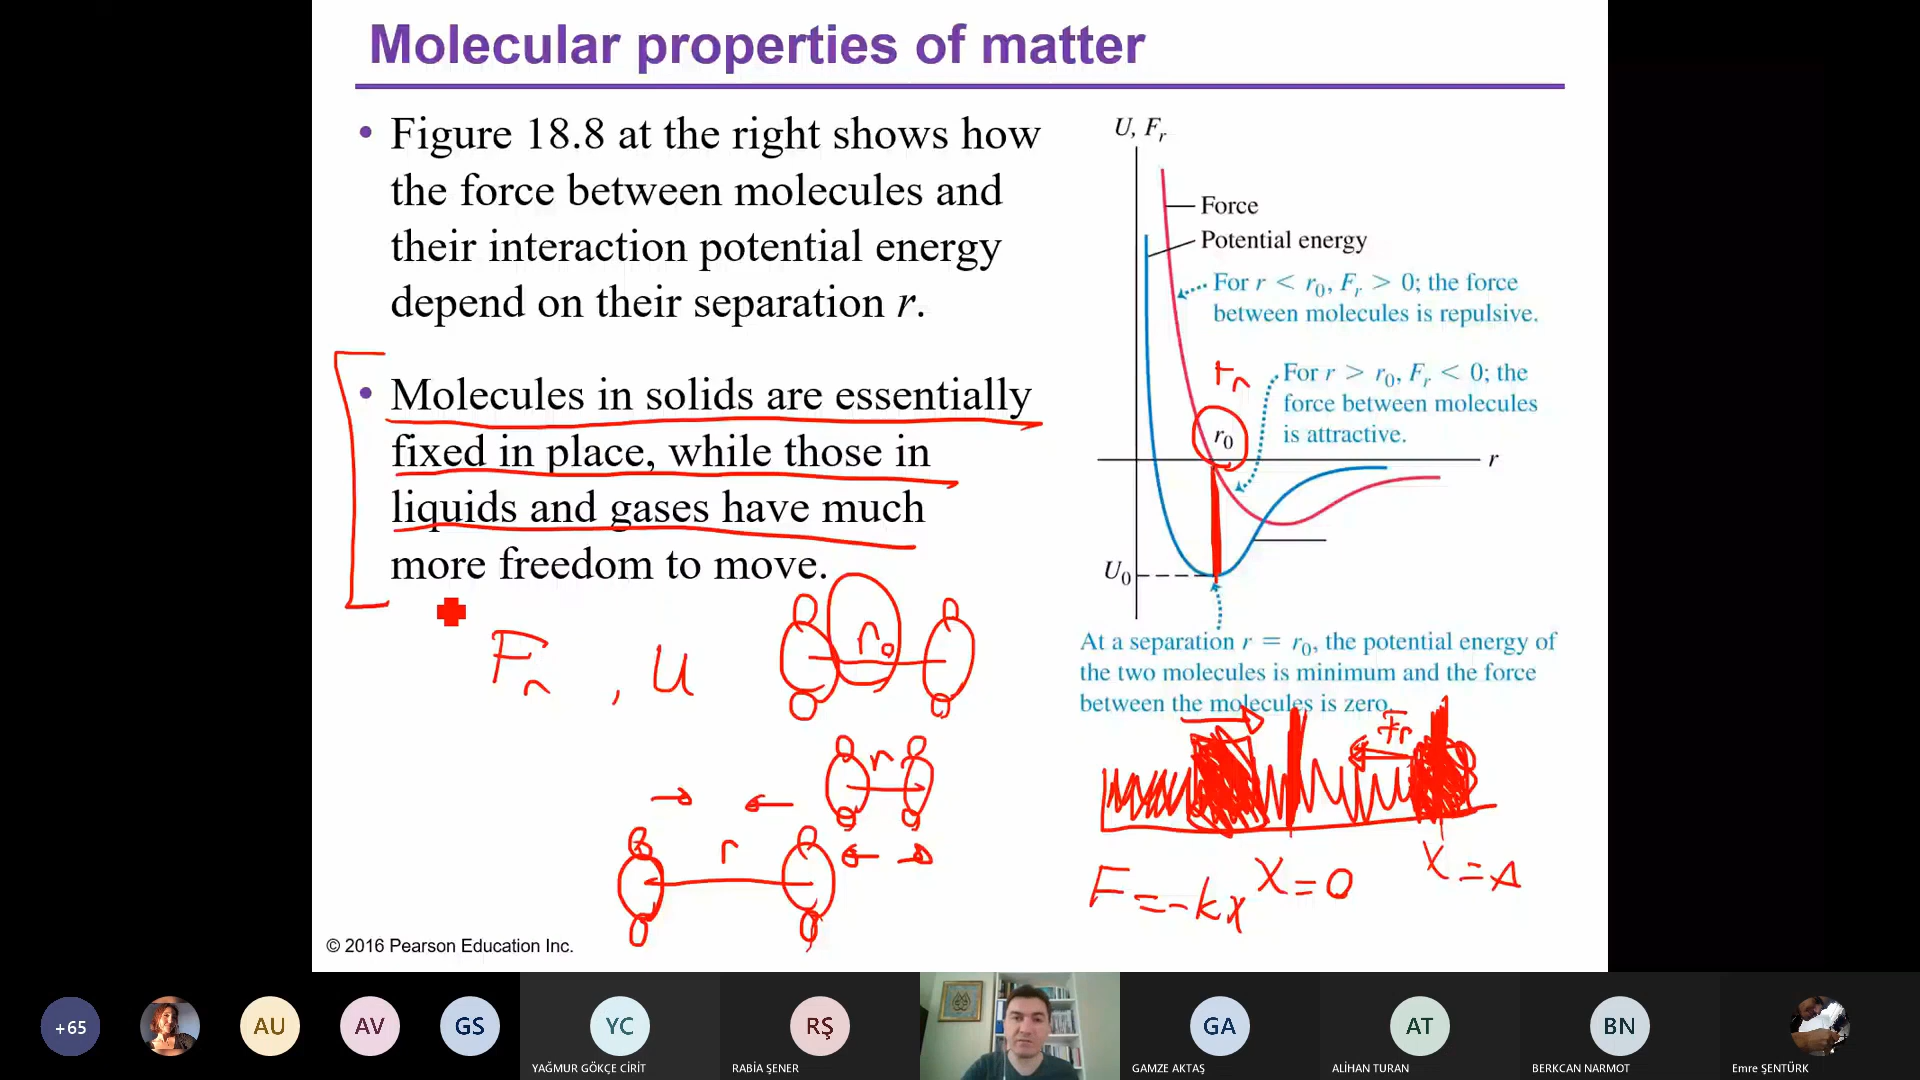 Molecular properties of matter
• Figure 18.8 at the right shows how
the force between molecules and
their interaction potential energy
depend on their separation r.
• Molecules in solids are essentially
fixed in place, while those in
liquids and gases have much
more freedom to move.
U, Fr
Force
Potential energy
For r < r0, Fr > 0; the force
between molecules is repulsive.
For r > r0, Fr < 0; the
force between molecules
is attractive.
r0
r
U0
At a separation r = r0, the potential energy of
the two molecules is minimum and the force
between the molecules is zero.
Fr , U
r0
r
r
Fr
F = -kx
X = 0
X = A
© 2016 Pearson Education Inc.
+65
AU
AV
GS
YC
YAĞMUR GÖKÇE CİRİT
RŞ
RABİA ŞENER
GA
GAMZE AKTAŞ
AT
ALİHAN TURAN
BN
BERKCAN NARMOT
Emre ŞENTÜRK